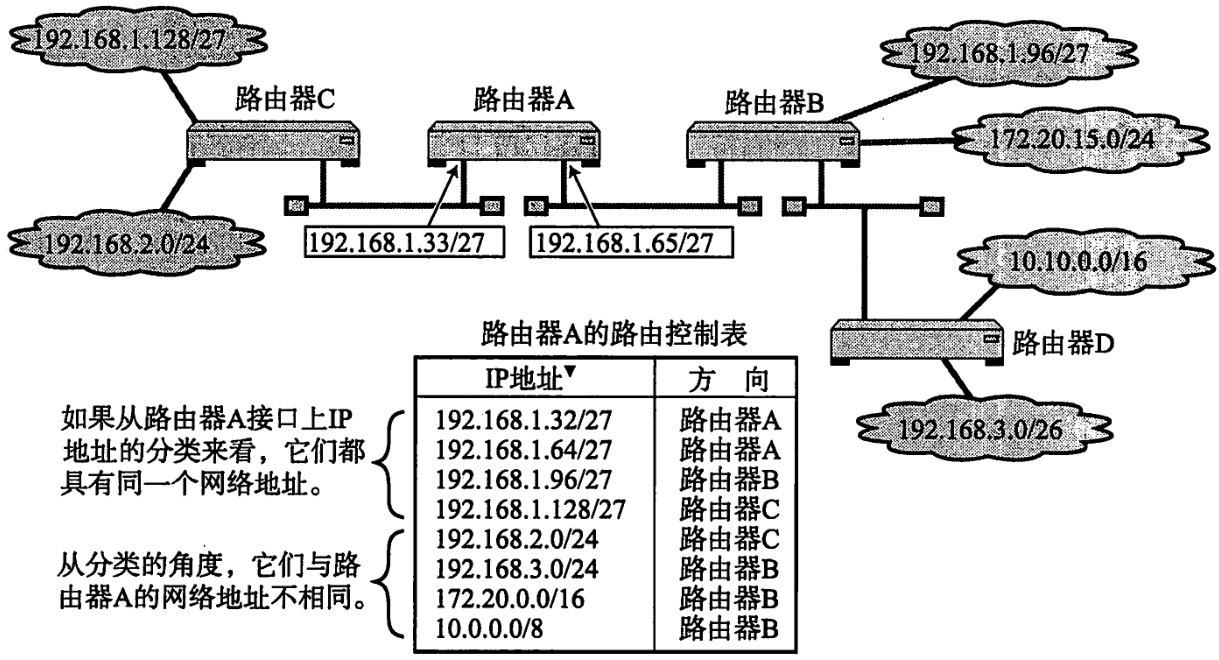 192.168.1.128/27
192.168.1.96/27
路由器C
路由器A
路由器B
172.20.15.0/24
192.168.2.0/24
192.168.1.33/27
192.168.1.65/27
10.10.0.0/16
路由器D
192.168.3.0/26
路由器A的路由控制表
IP地址▼ 方 向
如果从路由器A接口上IP
地址的分类来看，它们都
具有同一个网络地址。
192.168.1.32/27 路由器A
192.168.1.64/27 路由器A
192.168.1.96/27 路由器B
192.168.1.128/27 路由器C
从分类的角度，它们与路
由器A的网络地址不相同。
192.168.2.0/24 路由器C
192.168.3.0/24 路由器B
172.20.0.0/16 路由器B
10.0.0.0/8 路由器B